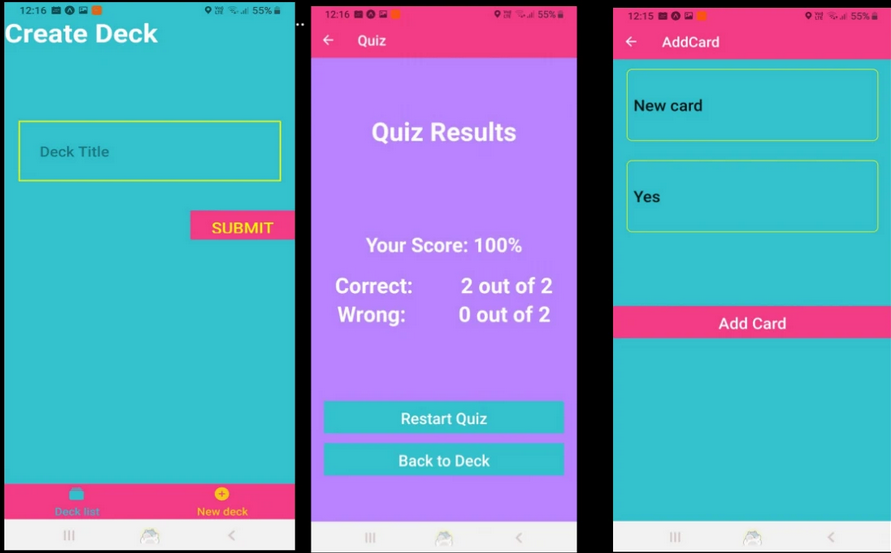 12:16
55%
Create Deck
Deck Title
SUBMIT
Deck list
New deck
..
12:16
55%
Quiz
Quiz Results
Your Score: 100%
Correct: 2 out of 2
Wrong: 0 out of 2
Restart Quiz
Back to Deck
12:15
55%
AddCard
New card
Yes
Add Card